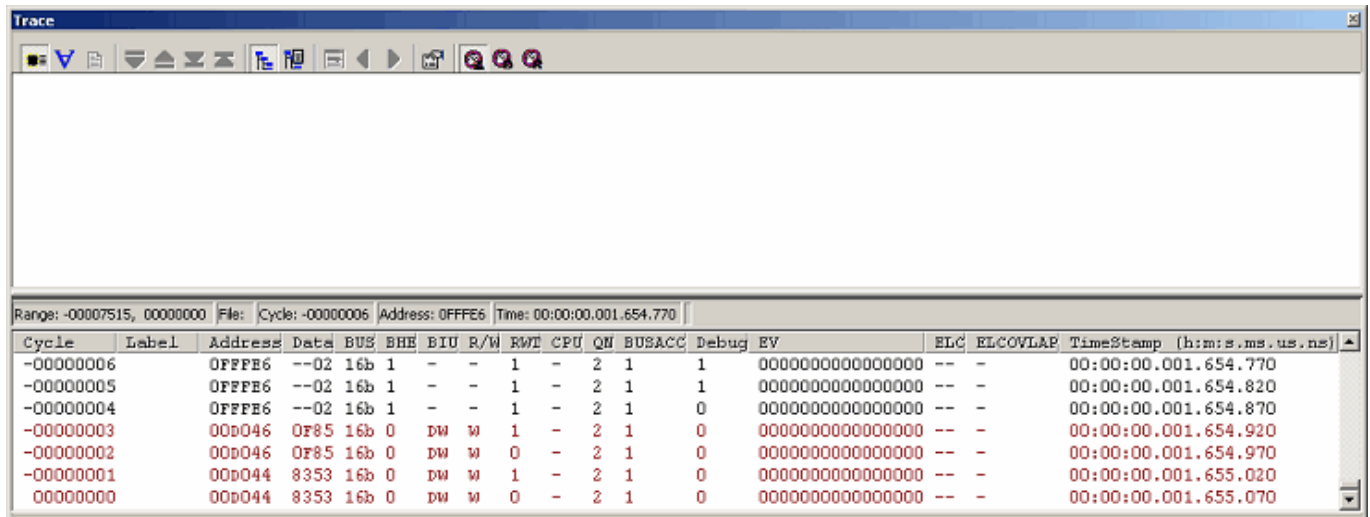 Trace
Range: -00007515, 00000000 File: Cycle: -00000006 Address: 0FFFE6 Time: 00:00:00.001.654.770
Cycle Label Address Data BUS BHE BIU R/W RWT CPU QN BUSACC Debug EV ELC ELCOVLAP TimeStamp (h:m:s.ms.us.ns)
-00000006 0FFFE6 --02 16b 1 - - 1 - 2 1 1 0000000000000000 -- - 00:00:00.001.654.770
-00000005 0FFFE6 --02 16b 1 - - 1 - 2 1 1 0000000000000000 -- - 00:00:00.001.654.820
-00000004 0FFFE6 --02 16b 1 - - 1 - 2 1 0 0000000000000000 -- - 00:00:00.001.654.870
-00000003 00D046 0F85 16b 0 DW W 1 - 2 1 0 0000000000000000 -- - 00:00:00.001.654.920
-00000002 00D046 0F85 16b 0 DW W 0 - 2 1 0 0000000000000000 -- - 00:00:00.001.654.970
-00000001 00D044 8353 16b 0 DW W 1 - 2 1 0 0000000000000000 -- - 00:00:00.001.655.020
00000000 00D044 8353 16b 0 DW W 0 - 2 1 0 0000000000000000 -- - 00:00:00.001.655.070